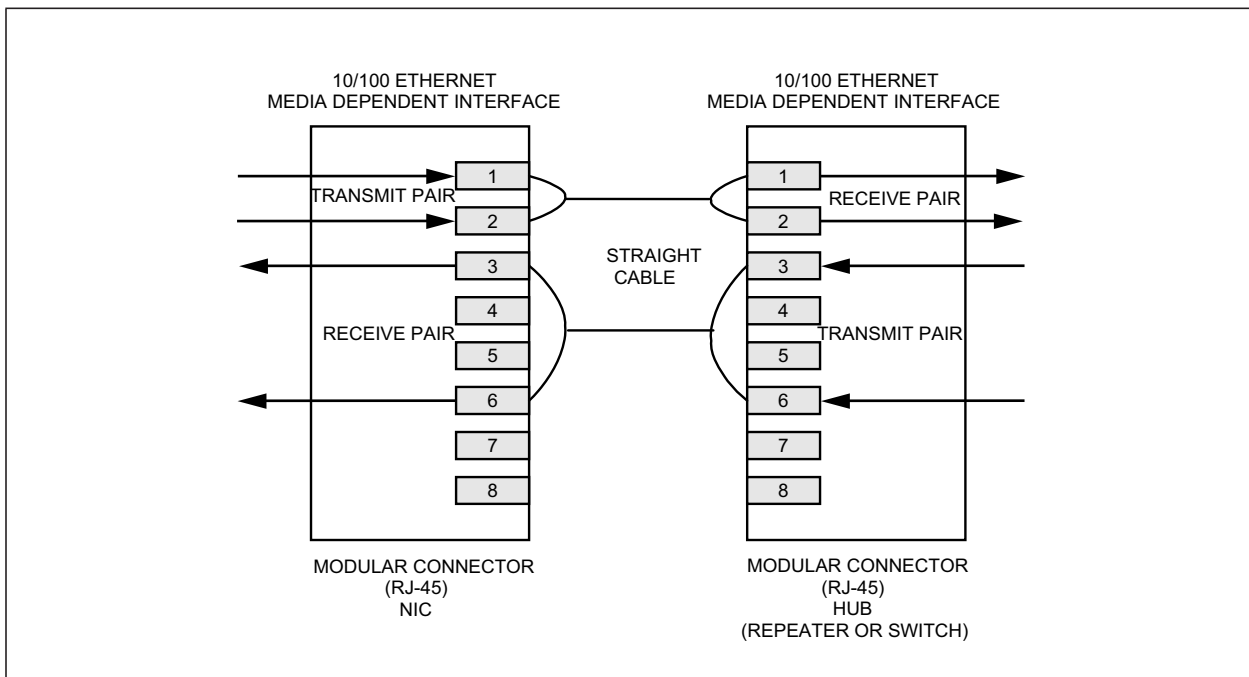 10/100 ETHERNET
MEDIA DEPENDENT INTERFACE
10/100 ETHERNET
MEDIA DEPENDENT INTERFACE
1
TRANSMIT PAIR
2
3
4
RECEIVE PAIR
5
6
7
8
STRAIGHT
CABLE
1
RECEIVE PAIR
2
3
4
TRANSMIT PAIR
5
6
7
8
MODULAR CONNECTOR
(RJ-45)
NIC
MODULAR CONNECTOR
(RJ-45)
HUB
(REPEATER OR SWITCH)